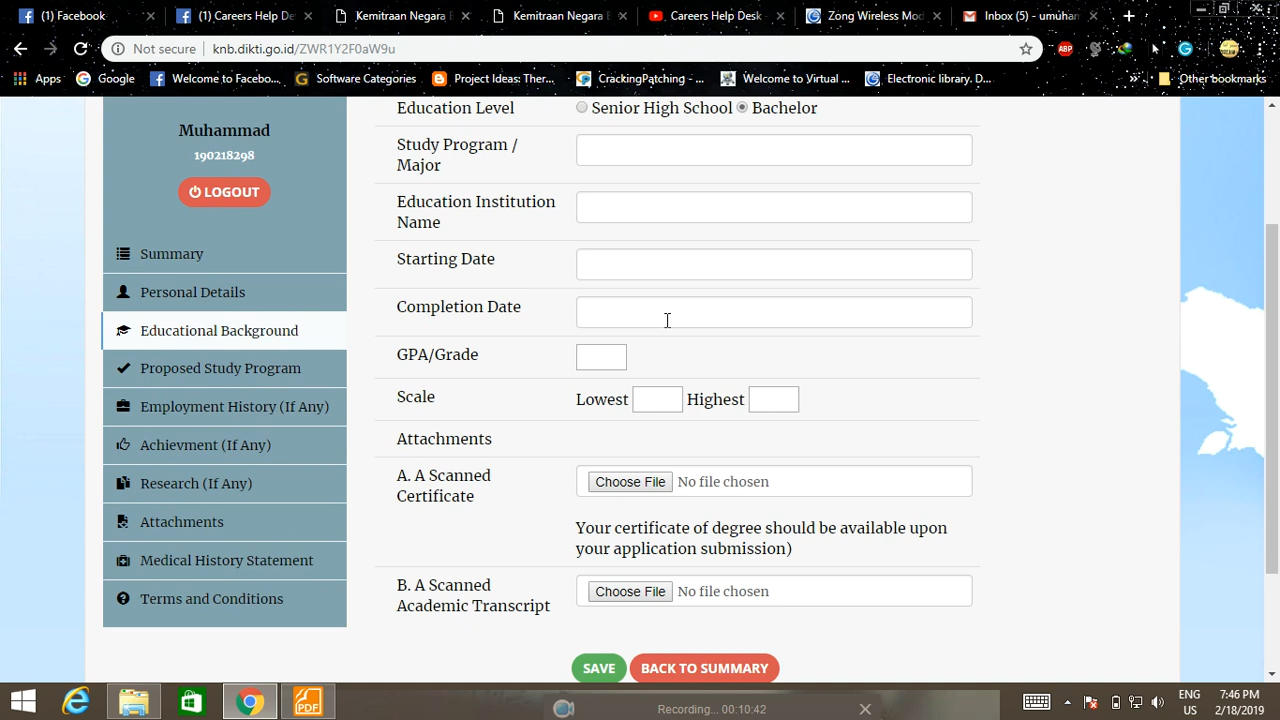 (1) Facebook
(1) Careers Help De
Kemitraan Negara B
Kemitraan Negara B
Careers Help Desk -
Zong Wireless Mod
Inbox (5) - umuham
Not secure
knb.dikti.go.id/ZWR1Y2F0aW9u
ABP
Apps
Google
Welcome to Facebo...
Software Categories
Project Ideas: Ther...
CrackingPatching - ...
Welcome to Virtual ...
Electronic library. D...
Other bookmarks
Muhammad
190218298
LOGOUT
Summary
Personal Details
Educational Background
Proposed Study Program
Employment History (If Any)
Achievment (If Any)
Research (If Any)
Attachments
Medical History Statement
Terms and Conditions
Education Level
Senior High School
Bachelor
Study Program /
Major
Education Institution
Name
Starting Date
Completion Date
GPA/Grade
Scale
Lowest
Highest
Attachments
A. A Scanned
Certificate
Choose File No file chosen
Your certificate of degree should be available upon
your application submission)
B. A Scanned
Academic Transcript
Choose File No file chosen
SAVE
BACK TO SUMMARY
PDF
Recording... 00:10:42
ENG
US
7:46 PM
2/18/2019